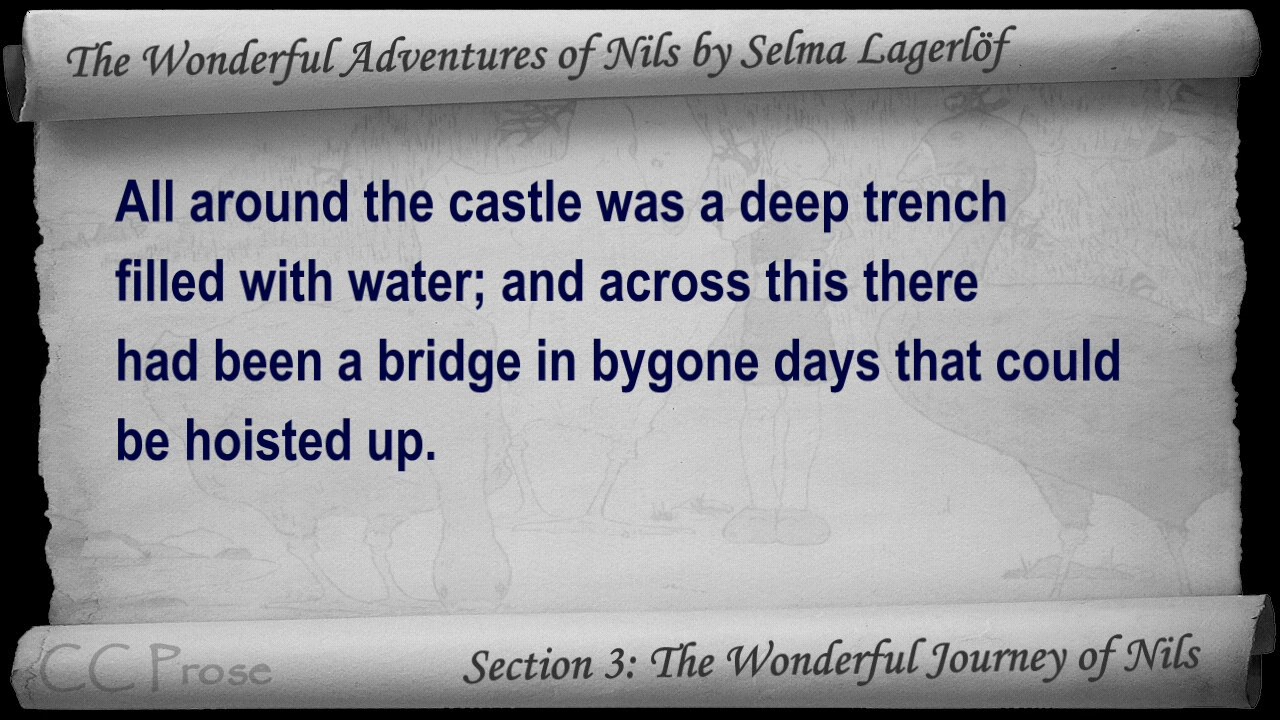 The Wonderful Adventures of Nils by Selma Lagerlöf
All around the castle was a deep trench
filled with water; and across this there
had been a bridge in bygone days that could
be hoisted up.
CC Prose
Section 3: The Wonderful Journey of Nils